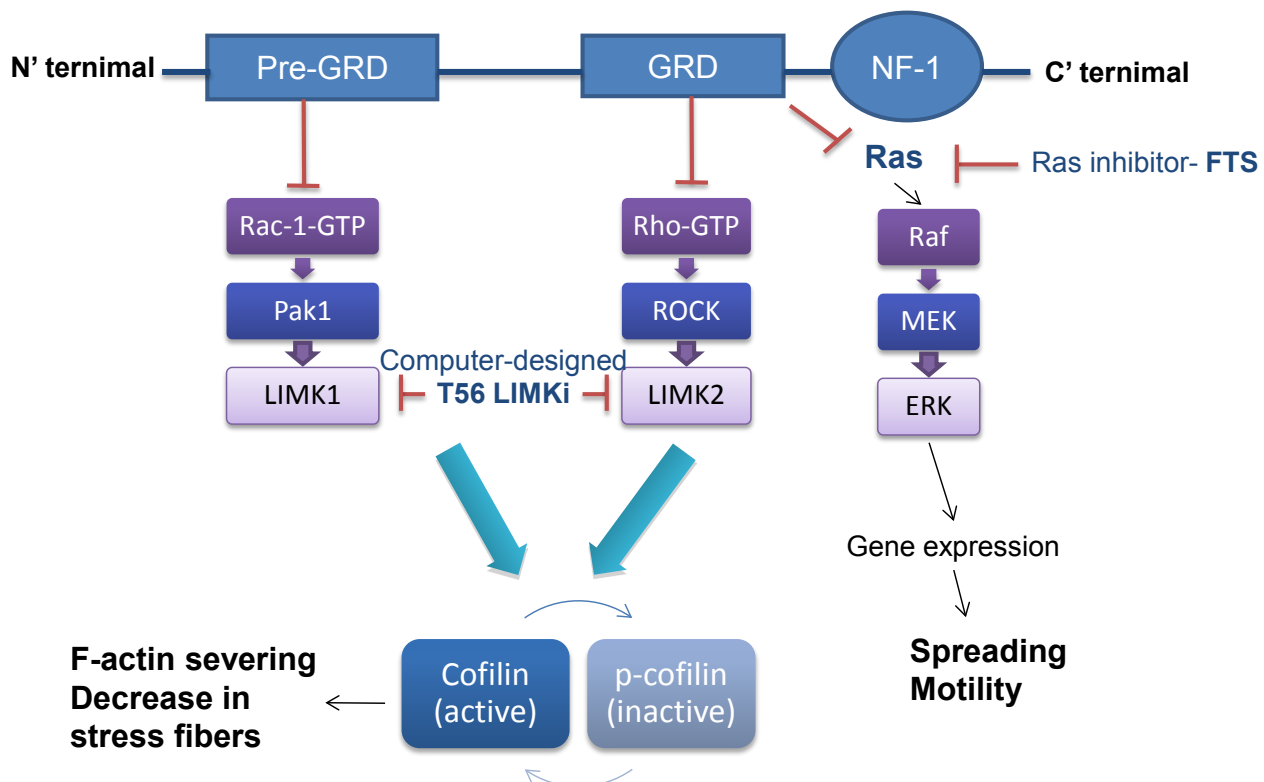 N' ternimal
Pre-GRD
GRD
NF-1
C' ternimal
Ras
Ras inhibitor- FTS
Rac-1-GTP
Rho-GTP
Raf
Pak1
ROCK
MEK
Computer-designed
LIMK1
T56 LIMKi
LIMK2
ERK
Gene expression
F-actin severing
Decrease in
stress fibers
Cofilin
(active)
p-cofilin
(inactive)
Spreading
Motility